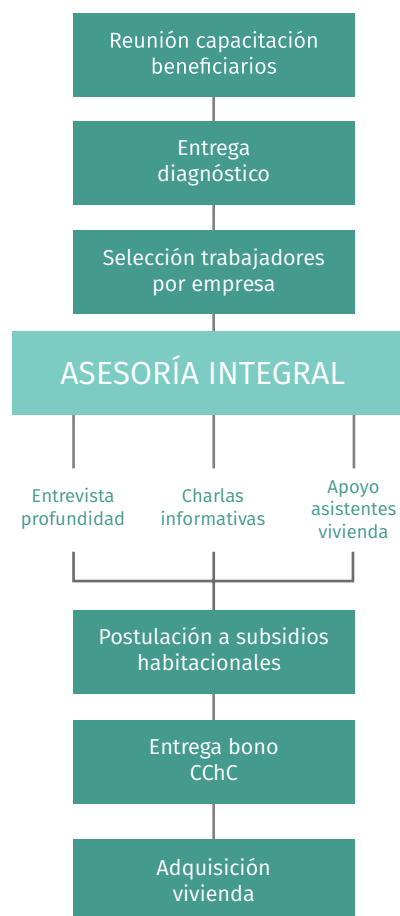 Reunión capacitación
beneficiarios
Entrega
diagnóstico
Selección trabajadores
por empresa
ASESORÍA INTEGRAL
Entrevista
profundidad
Charlas
informativas
Apoyo
asistentes
vivienda
Postulación a subsidios
habitacionales
Entrega bono
CChC
Adquisición
vivienda